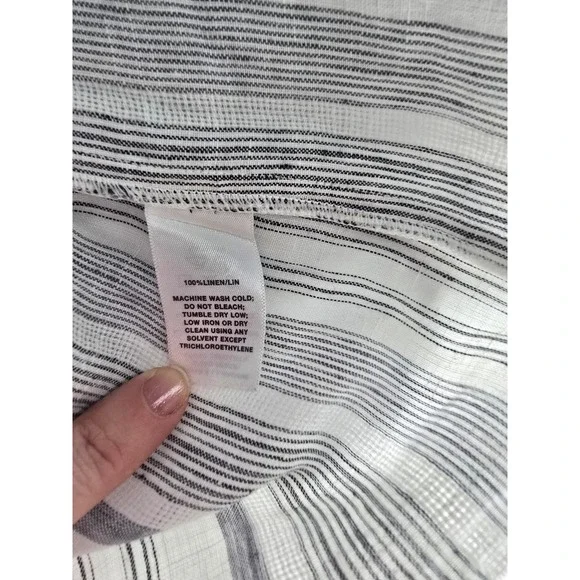 100%LINEN/LIN
MACHINE WASH COLD;
DO NOT BLEACH;
TUMBLE DRY LOW;
LOW IRON OR DRY
CLEAN USING ANY
SOLVENT EXCEPT
TRICHLOROETHYLENE